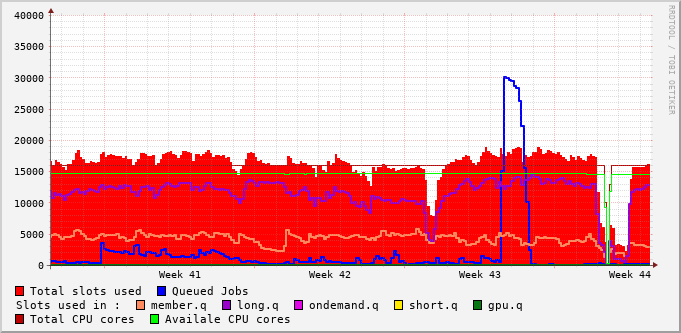 40000
35000
30000
25000
20000
15000
10000
5000
0
Week 41 Week 42 Week 43 Week 44
RRDTOOL / TOBI OETIKER
Total slots used Queued Jobs
Slots used in : member.q long.q ondemand.q short.q gpu.q
Total CPU cores Availale CPU cores